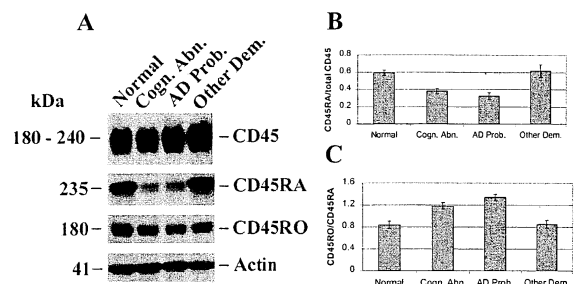 A
Normal
Cogn. Abn.
AD Prob.
Other Dem.
kDa
180 - 240 – – CD45
235 – – CD45RA
180 – – CD45RO
41 – – Actin
B
CD45RA/total CD45
0.8
0.6
0.4
0.2
0
Normal Cogn. Abn. AD Prob. Other Dem.
C
CD45RO/CD45RA
1.6
1.2
0.8
0.4
0
Normal Cogn. Abn. AD Prob. Other Dem.